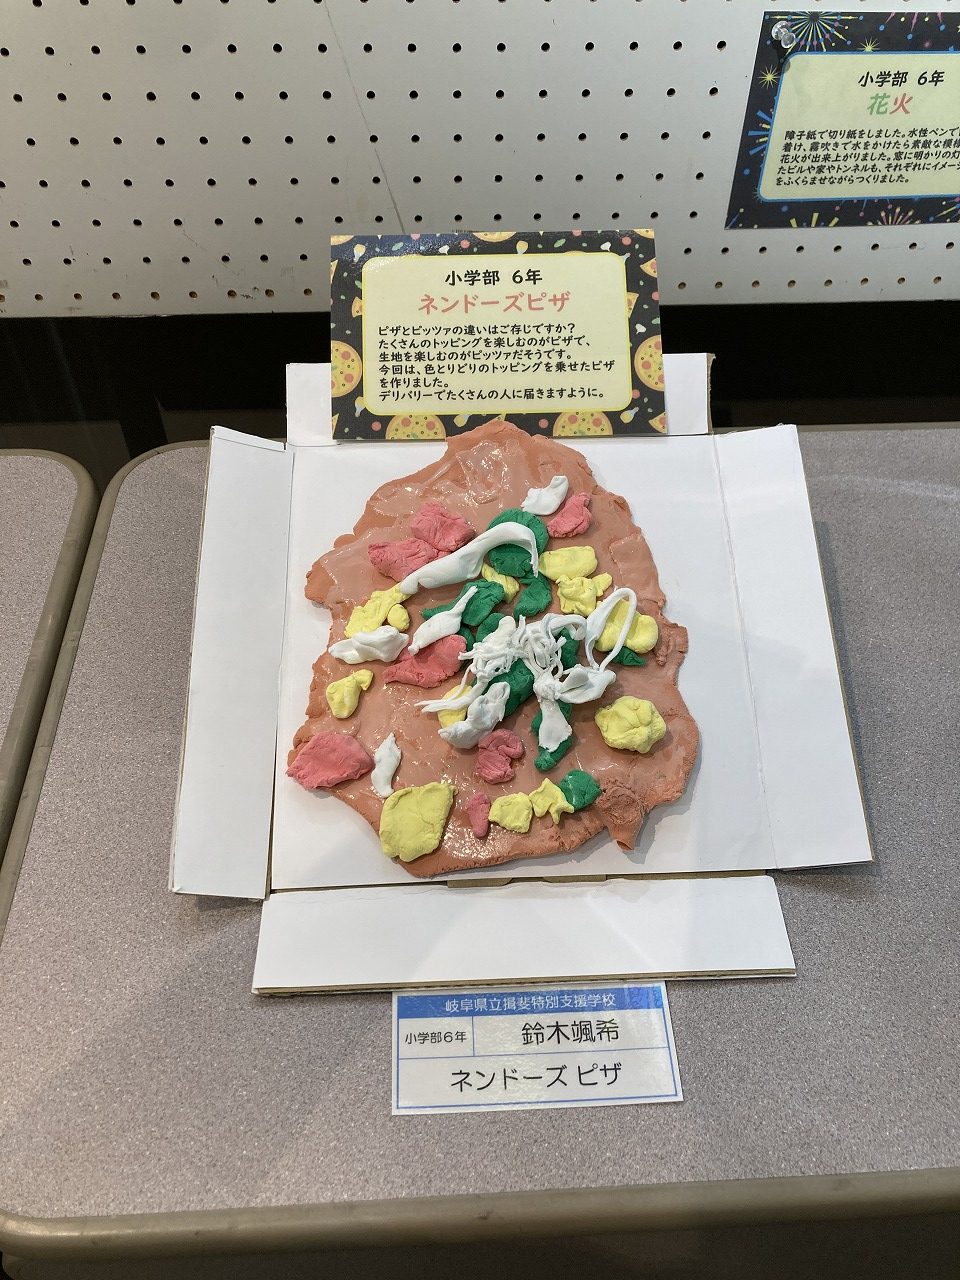 小学部 6年
花火
障子紙で切り紙をしました。水性ペンで
着け、霧吹きで水をかけたら素敵な模様
花火が出来上がりました。窓に明かりの灯
たビルや家やトンネルも、それぞれにイメージ
をふくらませながらつくりました。
小学部 6年
ネンドーズピザ
ピザとピッツァの違いはご存じですか?
たくさんのトッピングを楽しむのがピザで、
生地を楽しむのがピッツァだそうです。
今回は、色とりどりのトッピングを乗せたピザ
を作りました。
デリバリーでたくさんの人に届きますように。
岐阜県立揖斐特別支援学校
小学部6年 鈴木颯希
ネンドーズ ピザ